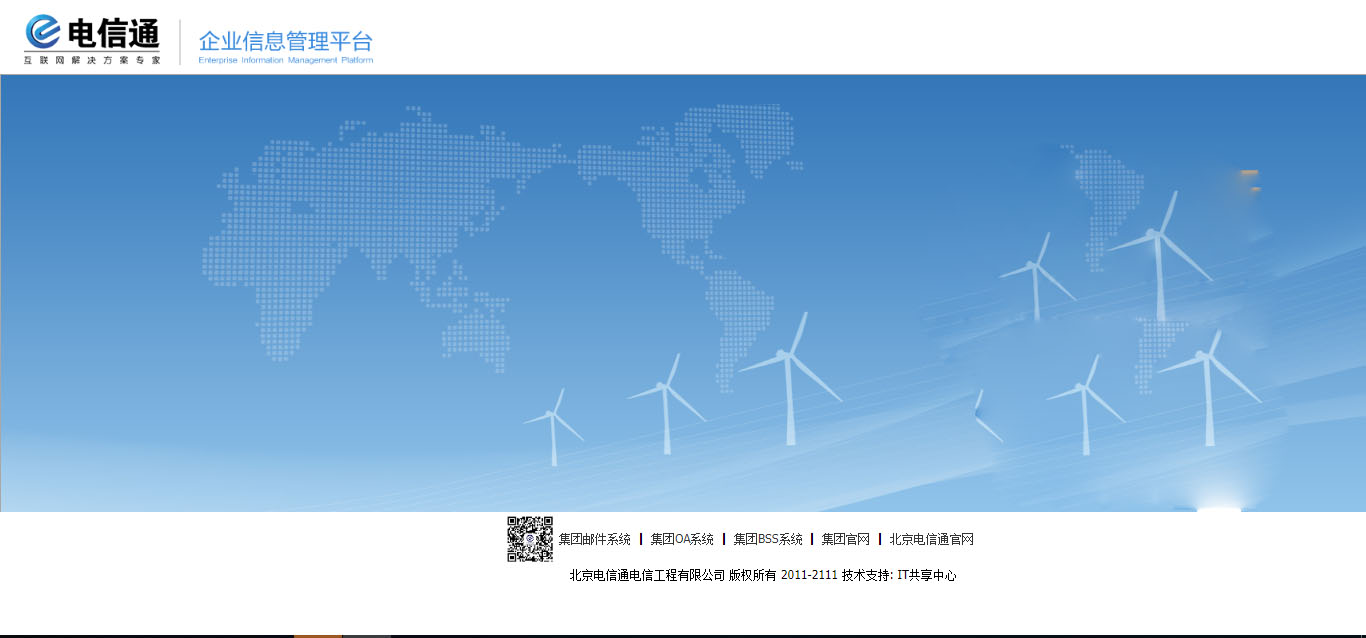 电信通
互联网解决方案专家
企业信息管理平台
Enterprise Information Management Platform
集团邮件系统 | 集团OA系统 | 集团BSS系统 | 集团官网 | 北京电信通官网
北京电信通电信工程有限公司 版权所有 2011-2111 技术支持: IT共享中心